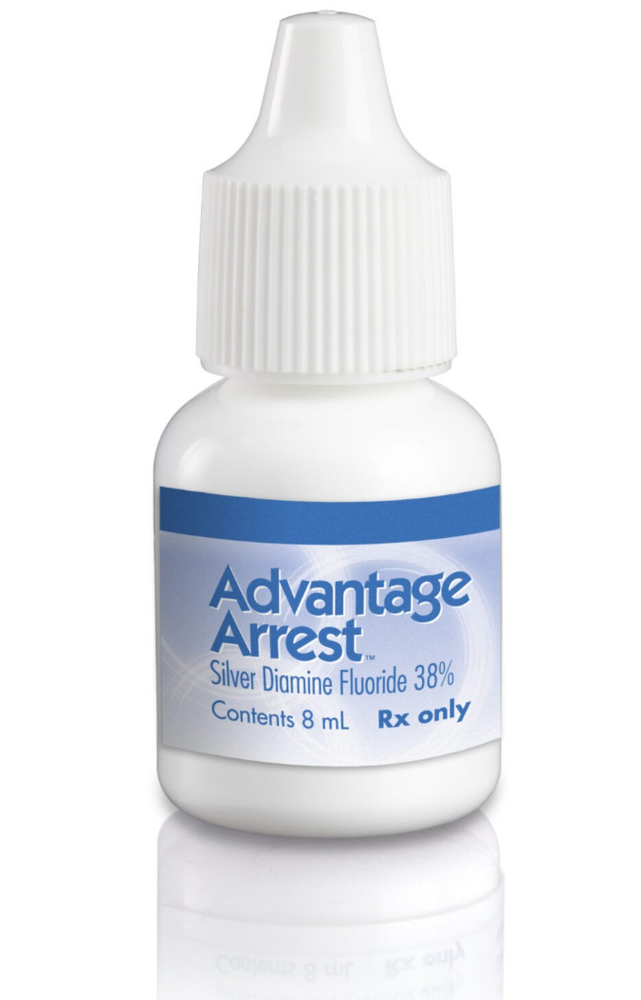 Advantage
Arrest™
Silver Diamine Fluoride 38%
Contents 8 mL Rx only